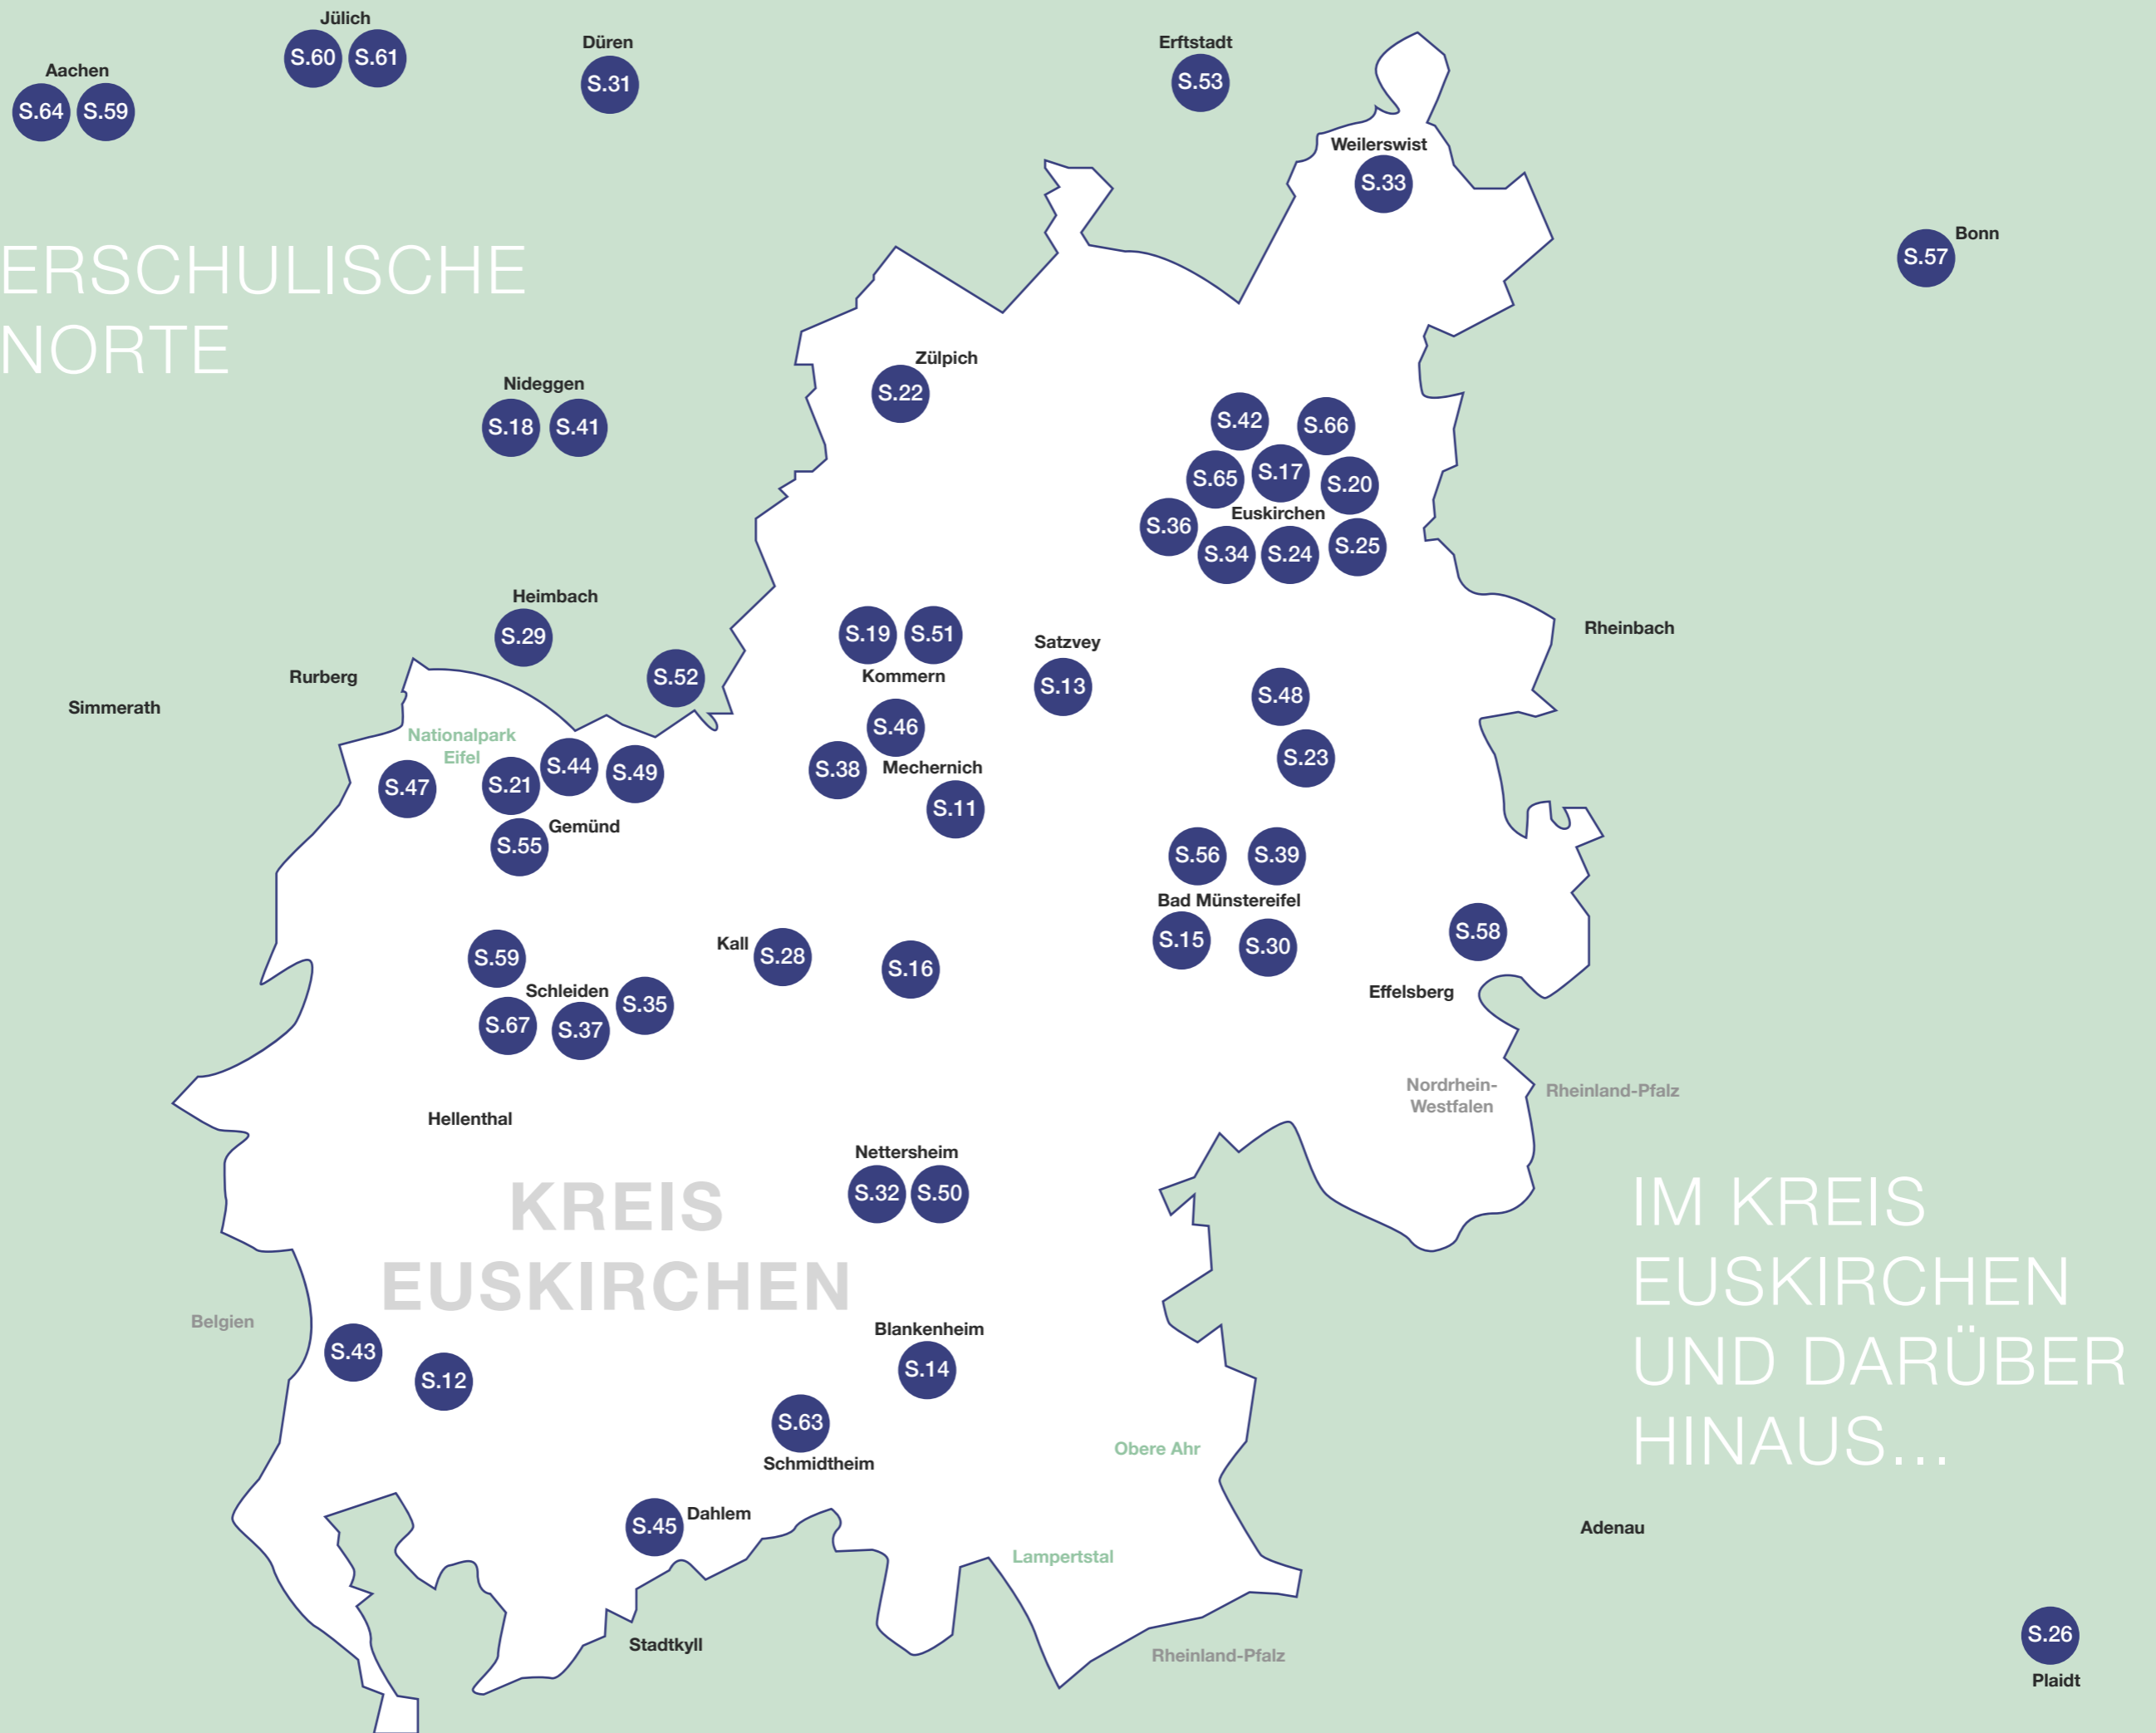 Jülich
S.60 S.61
Düren
S.31
Erftstadt
S.53
Aachen
S.64 S.59
Weilerswist
S.33
Bonn
S.57
ERSCHULISCHE
NORTE
Zülpich
S.22
Nideggen
S.18 S.41
S.42 S.66
S.65 S.17 S.20
Euskirchen
S.36 S.34 S.24 S.25
Heimbach
S.29
S.52
Rurberg
Simmerath
S.19 S.51
Kommern
Satzvey
S.13
Rheinbach
S.48
S.23
Nationalpark
Eifel
S.47 S.21 S.44 S.49
Gemünd
S.55
S.46
S.38 Mechernich
S.11
S.56 S.39
Bad Münstereifel
S.15 S.30
S.58
Effelsberg
Kall S.28 S.16
S.59
Schleiden S.35
S.67 S.37
Hellenthal
Nordrhein-
Westfalen
Rheinland-Pfalz
Nettersheim
S.32 S.50
KREIS
EUSKIRCHEN
IM KREIS
EUSKIRCHEN
UND DARÜBER
HINAUS...
Belgien
S.43
S.12
Blankenheim
S.14
S.63
Schmidtheim
Obere Ahr
S.45 Dahlem
Lampertstal
Adenau
Stadtkyll
Rheinland-Pfalz
S.26
Plaidt